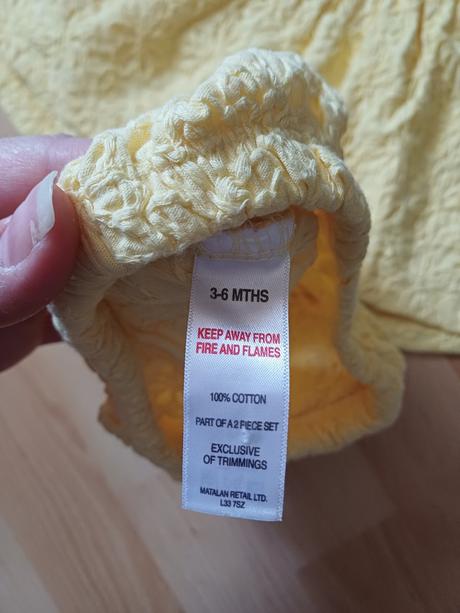 3-6 MTHS
KEEP AWAY FROM
FIRE AND FLAMES
100% COTTON
PART OF A 2 PIECE SET
EXCLUSIVE
OF TRIMMINGS
MATALAN RETAIL LTD.
L33 7SZ